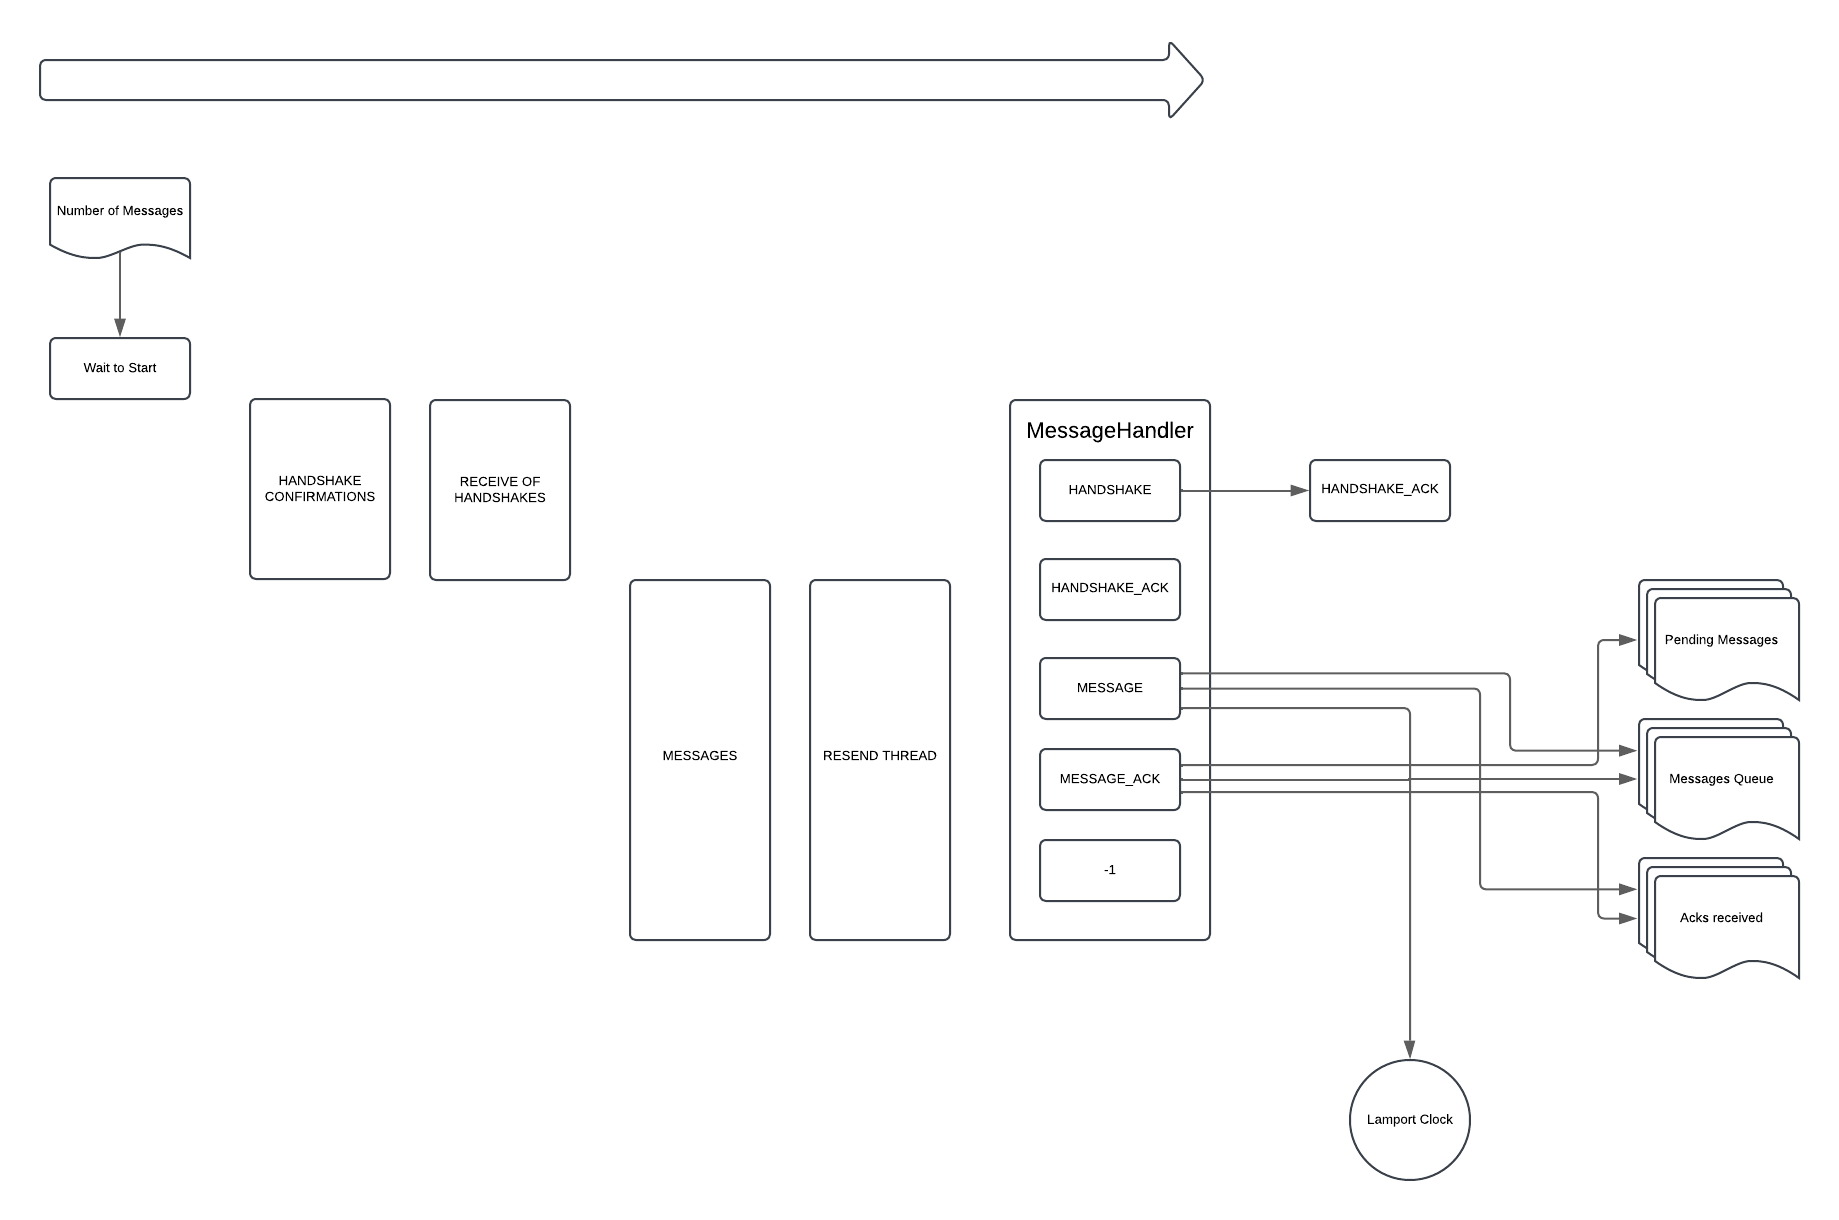 Number of Messages
Wait to Start
HANDSHAKE
CONFIRMATIONS
RECEIVE OF
HANDSHAKES
MESSAGES
RESEND THREAD
MessageHandler
HANDSHAKE
HANDSHAKE_ACK
MESSAGE
MESSAGE_ACK
-1
HANDSHAKE_ACK
Pending Messages
Messages Queue
Acks received
Lamport Clock